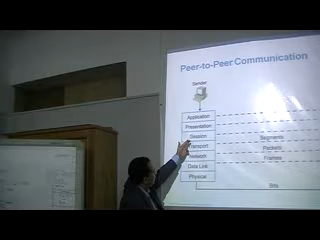 Peer-to-Peer Communication
Sender
Application
Presentation
Session
Segments
Transport
Packets
Network
Frames
Data Link
Physical
Bits